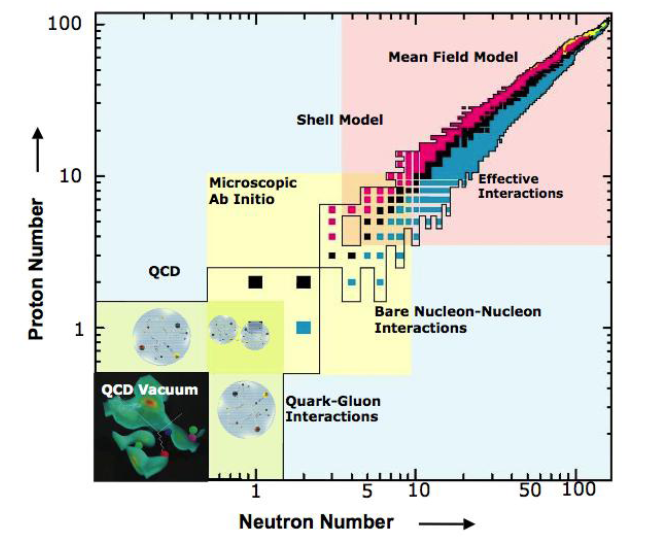 100
Mean Field Model
Shell Model
10
Microscopic
Ab Initio
Effective
Interactions
QCD
Bare Nucleon-Nucleon
Interactions
1
QCD Vacuum
Quark-Gluon
Interactions
Proton Number
1
5
10
50
100
Neutron Number